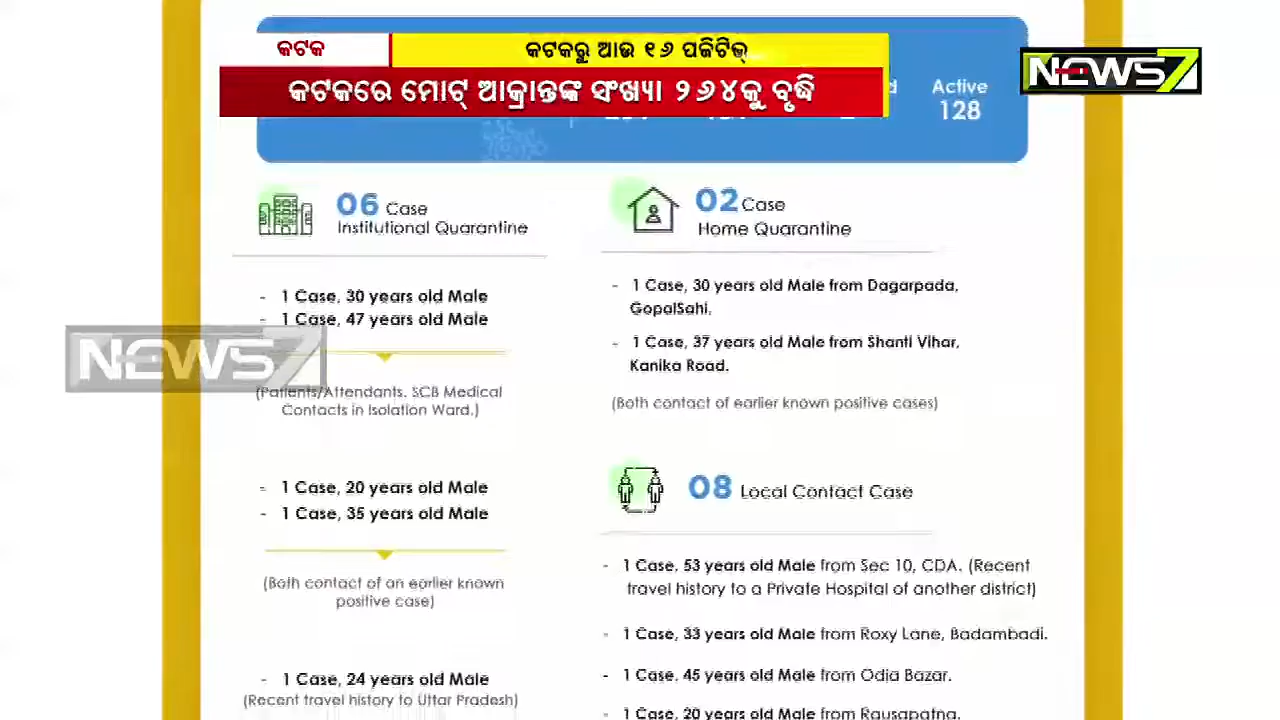 କଟକ
କଟକରୁ ଆଉ ୧୬ ପଜିଟିଭ୍
NEWS7
କଟକରେ ମୋଟ୍ ଆକ୍ରାନ୍ତଙ୍କ ସଂଖ୍ୟା ୨୬୪କୁ ବୃଦ୍ଧି
Active
128
06 Case
Institutional Quarantine
- 1 Case, 30 years old Male
- 1 Case, 47 years old Male
NEWS7
(Patients/Attendants. SCB Medical
Contacts in Isolation Ward.)
- 1 Case, 20 years old Male
- 1 Case, 35 years old Male
(Both contact of an earlier known
positive case)
- 1 Case, 24 years old Male
(Recent travel history to Uttar Pradesh)
02 Case
Home Quarantine
- 1 Case, 30 years old Male from Dagarpada,
GopalSahi.
- 1 Case, 37 years old Male from Shanti Vihar,
Kanika Road.
(Both contact of earlier known positive cases)
08 Local Contact Case
- 1 Case, 53 years old Male from Sec 10, CDA. (Recent
travel history to a Private Hospital of another district)
- 1 Case, 33 years old Male from Roxy Lane, Badambadi.
- 1 Case, 45 years old Male from Odia Bazar.
- 1 Case, 20 years old Male from Rausapatna.